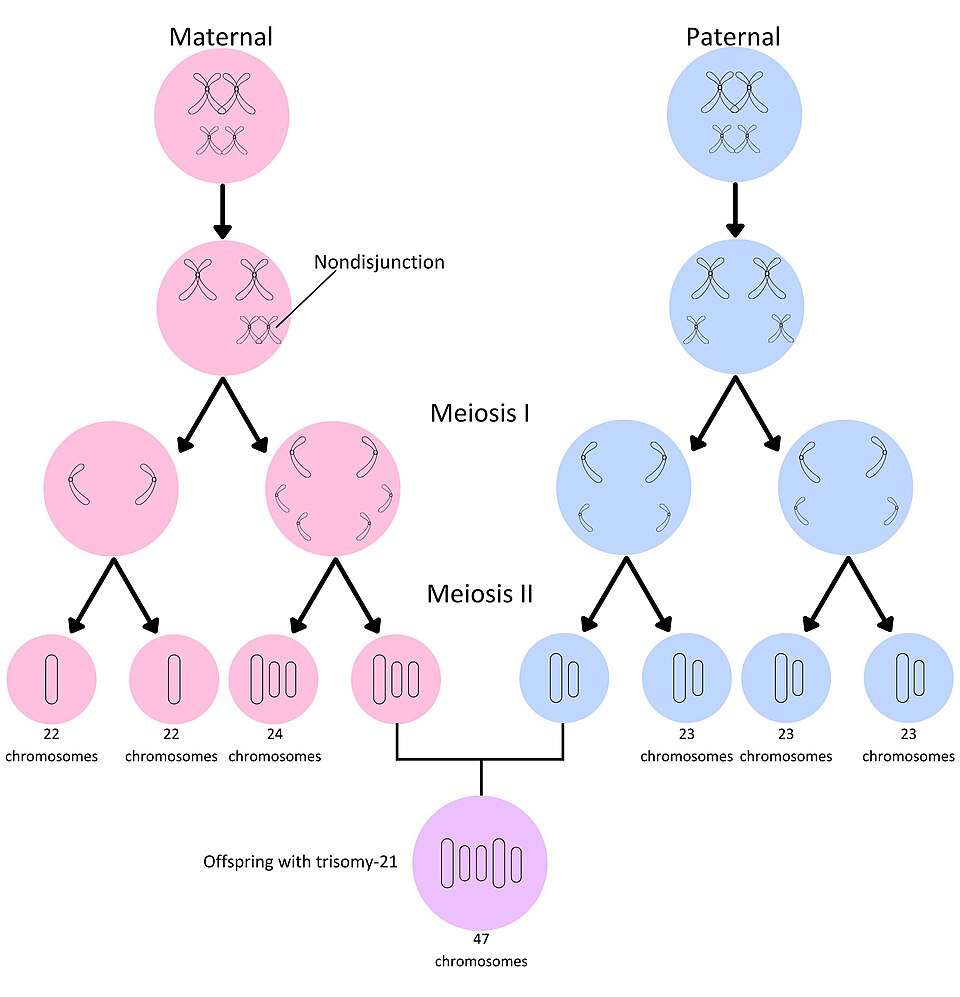 Maternal
Paternal
Nondisjunction
Meiosis I
Meiosis II
22
chromosomes
22
chromosomes
24
chromosomes
23
chromosomes
23
chromosomes
23
chromosomes
Offspring with trisomy-21
47
chromosomes